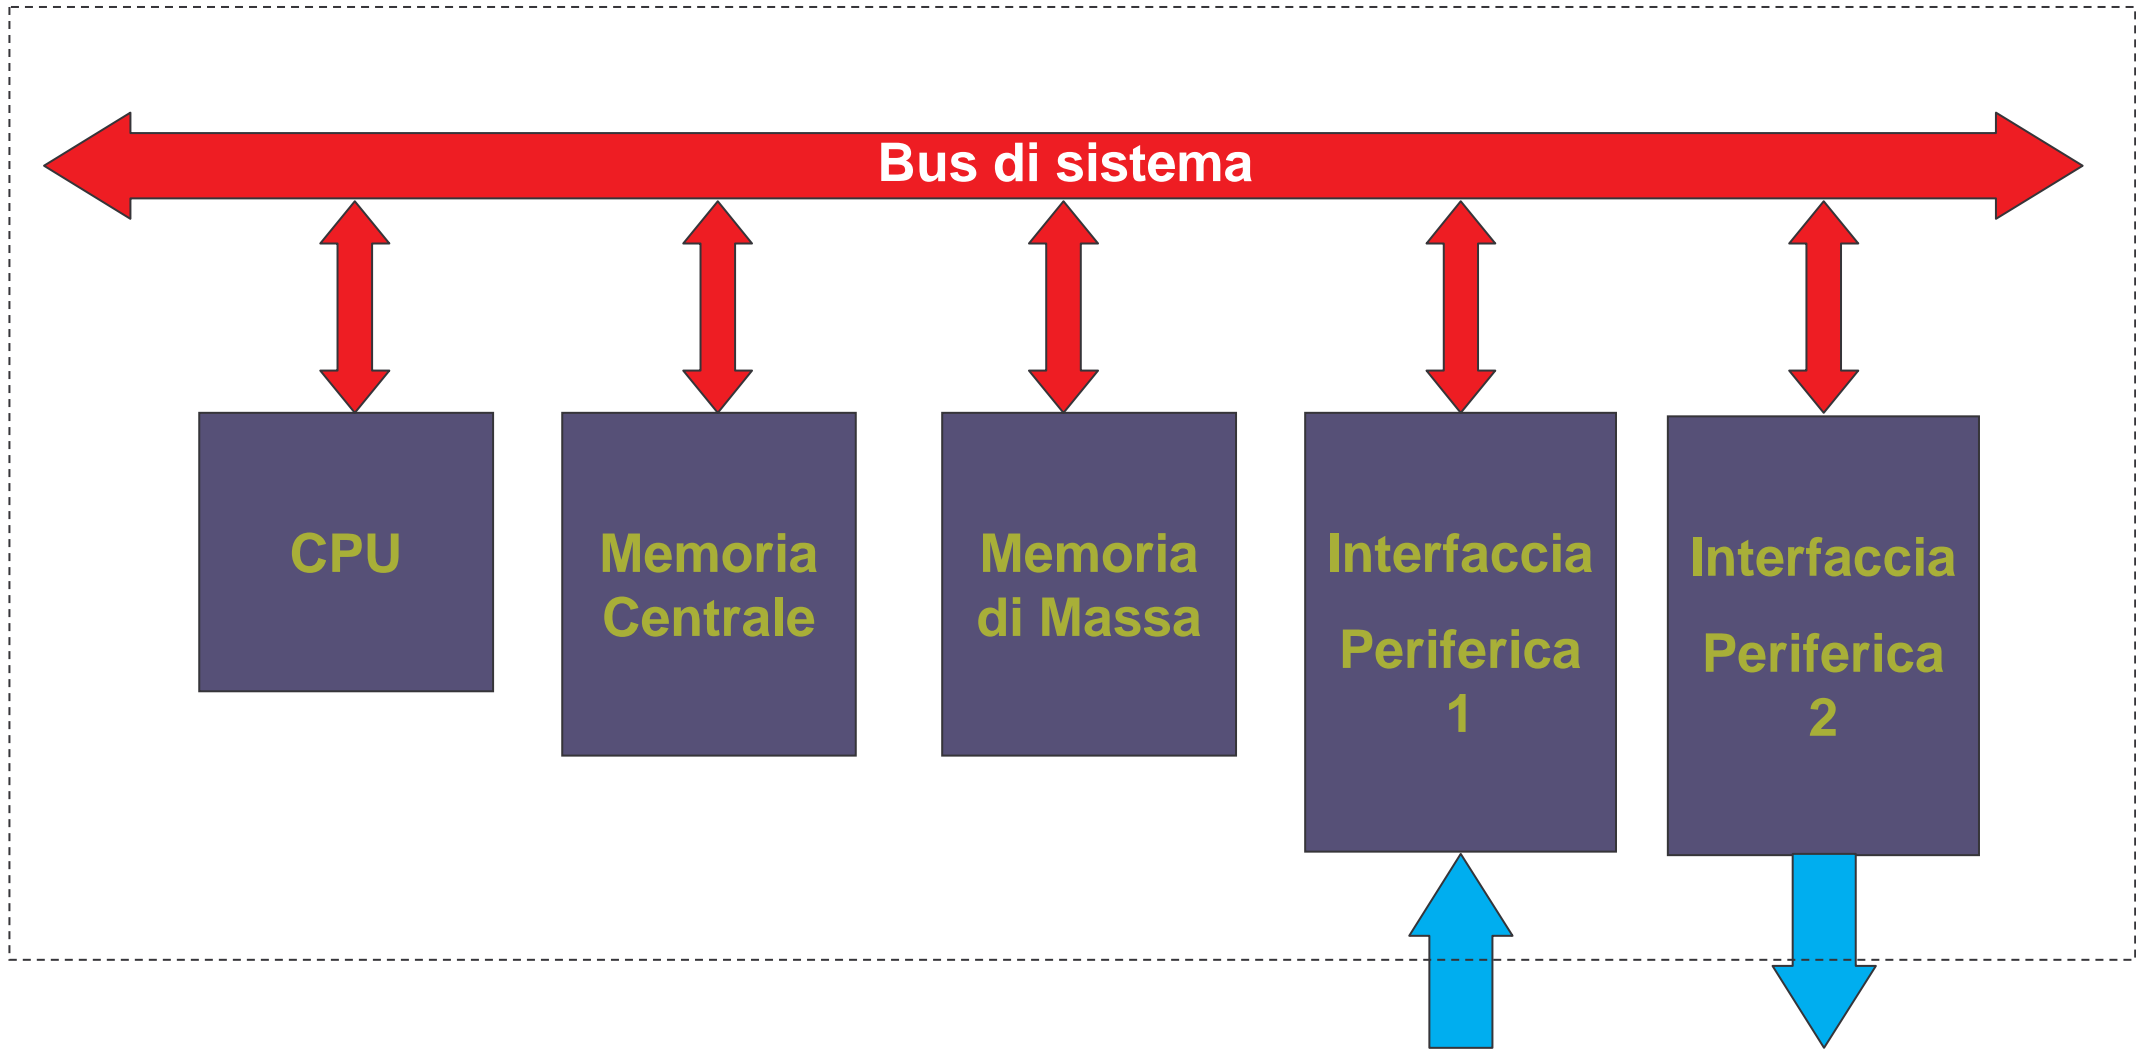 Bus di sistema
CPU
Memoria
Centrale
Memoria
di Massa
Interfaccia
Periferica
1
Interfaccia
Periferica
2